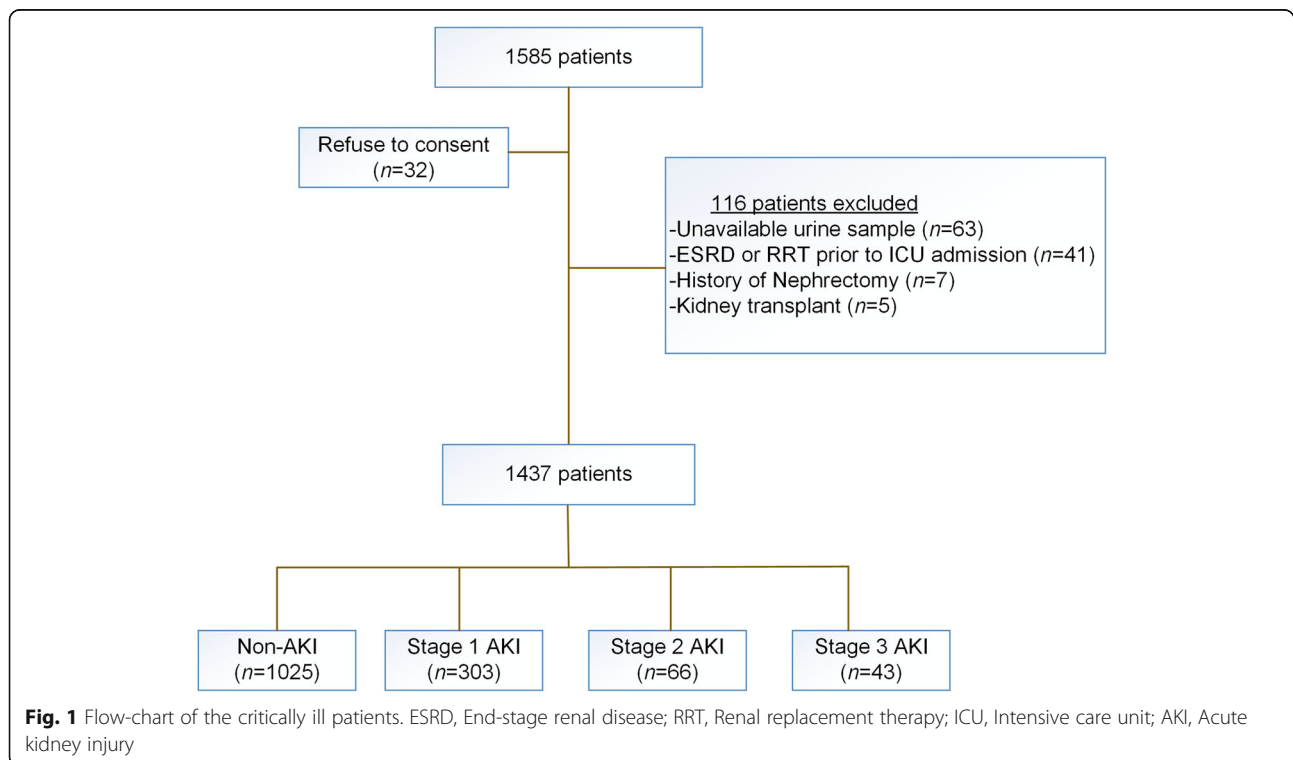 1585 patients
Refuse to consent
(n=32)
116 patients excluded
-Unavailable urine sample (n=63)
-ESRD or RRT prior to ICU admission (n=41)
-History of Nephrectomy (n=7)
-Kidney transplant (n=5)
1437 patients
Non-AKI
(n=1025)
Stage 1 AKI
(n=303)
Stage 2 AKI
(n=66)
Stage 3 AKI
(n=43)
Fig. 1 Flow-chart of the critically ill patients. ESRD, End-stage renal disease; RRT, Renal replacement therapy; ICU, Intensive care unit; AKI, Acute
kidney injury